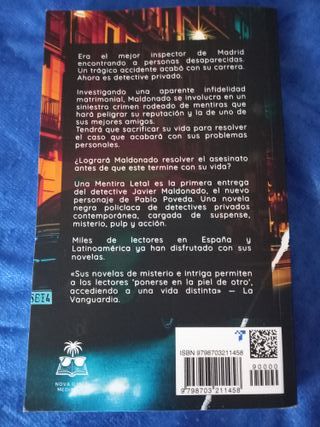 Era el mejor inspector de Madrid
encontrando a personas desaparecidas.
Un trágico accidente acabó con su carrera.
Ahora es detective privado.
Investigando una aparente infidelidad
matrimonial, Maldonado se involucra en un
siniestro crimen rodeado de mentiras que
hará peligrar su reputación y la de uno de
sus mejores amigos.
Tendrá que sacrificar su vida para resolver
el caso que acabará con sus problemas
personales.
¿Logrará Maldonado resolver el asesinato
antes de que este termine con su vida?
Una Mentira Letal es la primera entrega
del detective Javier Maldonado, el
nuevo personaje de Pablo Poveda. Una novela
negra policíaca de detectives privados
contemporánea, cargada de suspense,
misterio, pulp y acción.
Miles de lectores en España y
Latinoamérica ya han disfrutado con sus
novelas.
«Sus novelas de misterio e intriga permiten
a los lectores 'ponerse en la piel de otro',
accediendo a una vida distinta» — La
Vanguardia.
ISBN 9798703211458
90000
9 798703 211458
NOVA